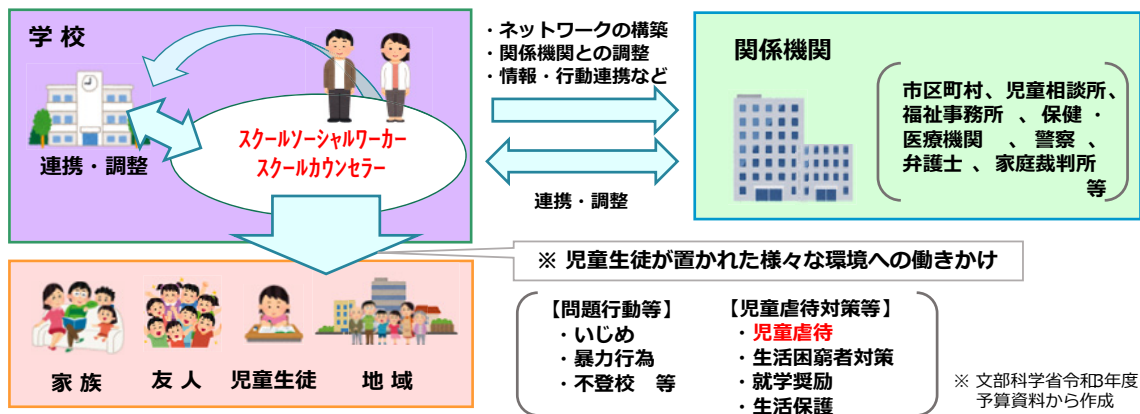 学校
連携・調整
スクールソーシャルワーカー
スクールカウンセラー
・ネットワークの構築
・関係機関との調整
・情報・行動連携など
連携・調整
関係機関
市区町村、児童相談所、
福祉事務所 、 保健 ・
医療機関 、 警察 、
弁護士 、 家庭裁判所
等
※ 児童生徒が置かれた様々な環境への働きかけ
家族
友人
児童生徒
地域
【問題行動等】
・いじめ
・暴力行為
・不登校 等
【児童虐待対策等】
・児童虐待
・生活困窮者対策
・就学奨励
・生活保護
※ 文部科学省令和3年度
予算資料から作成